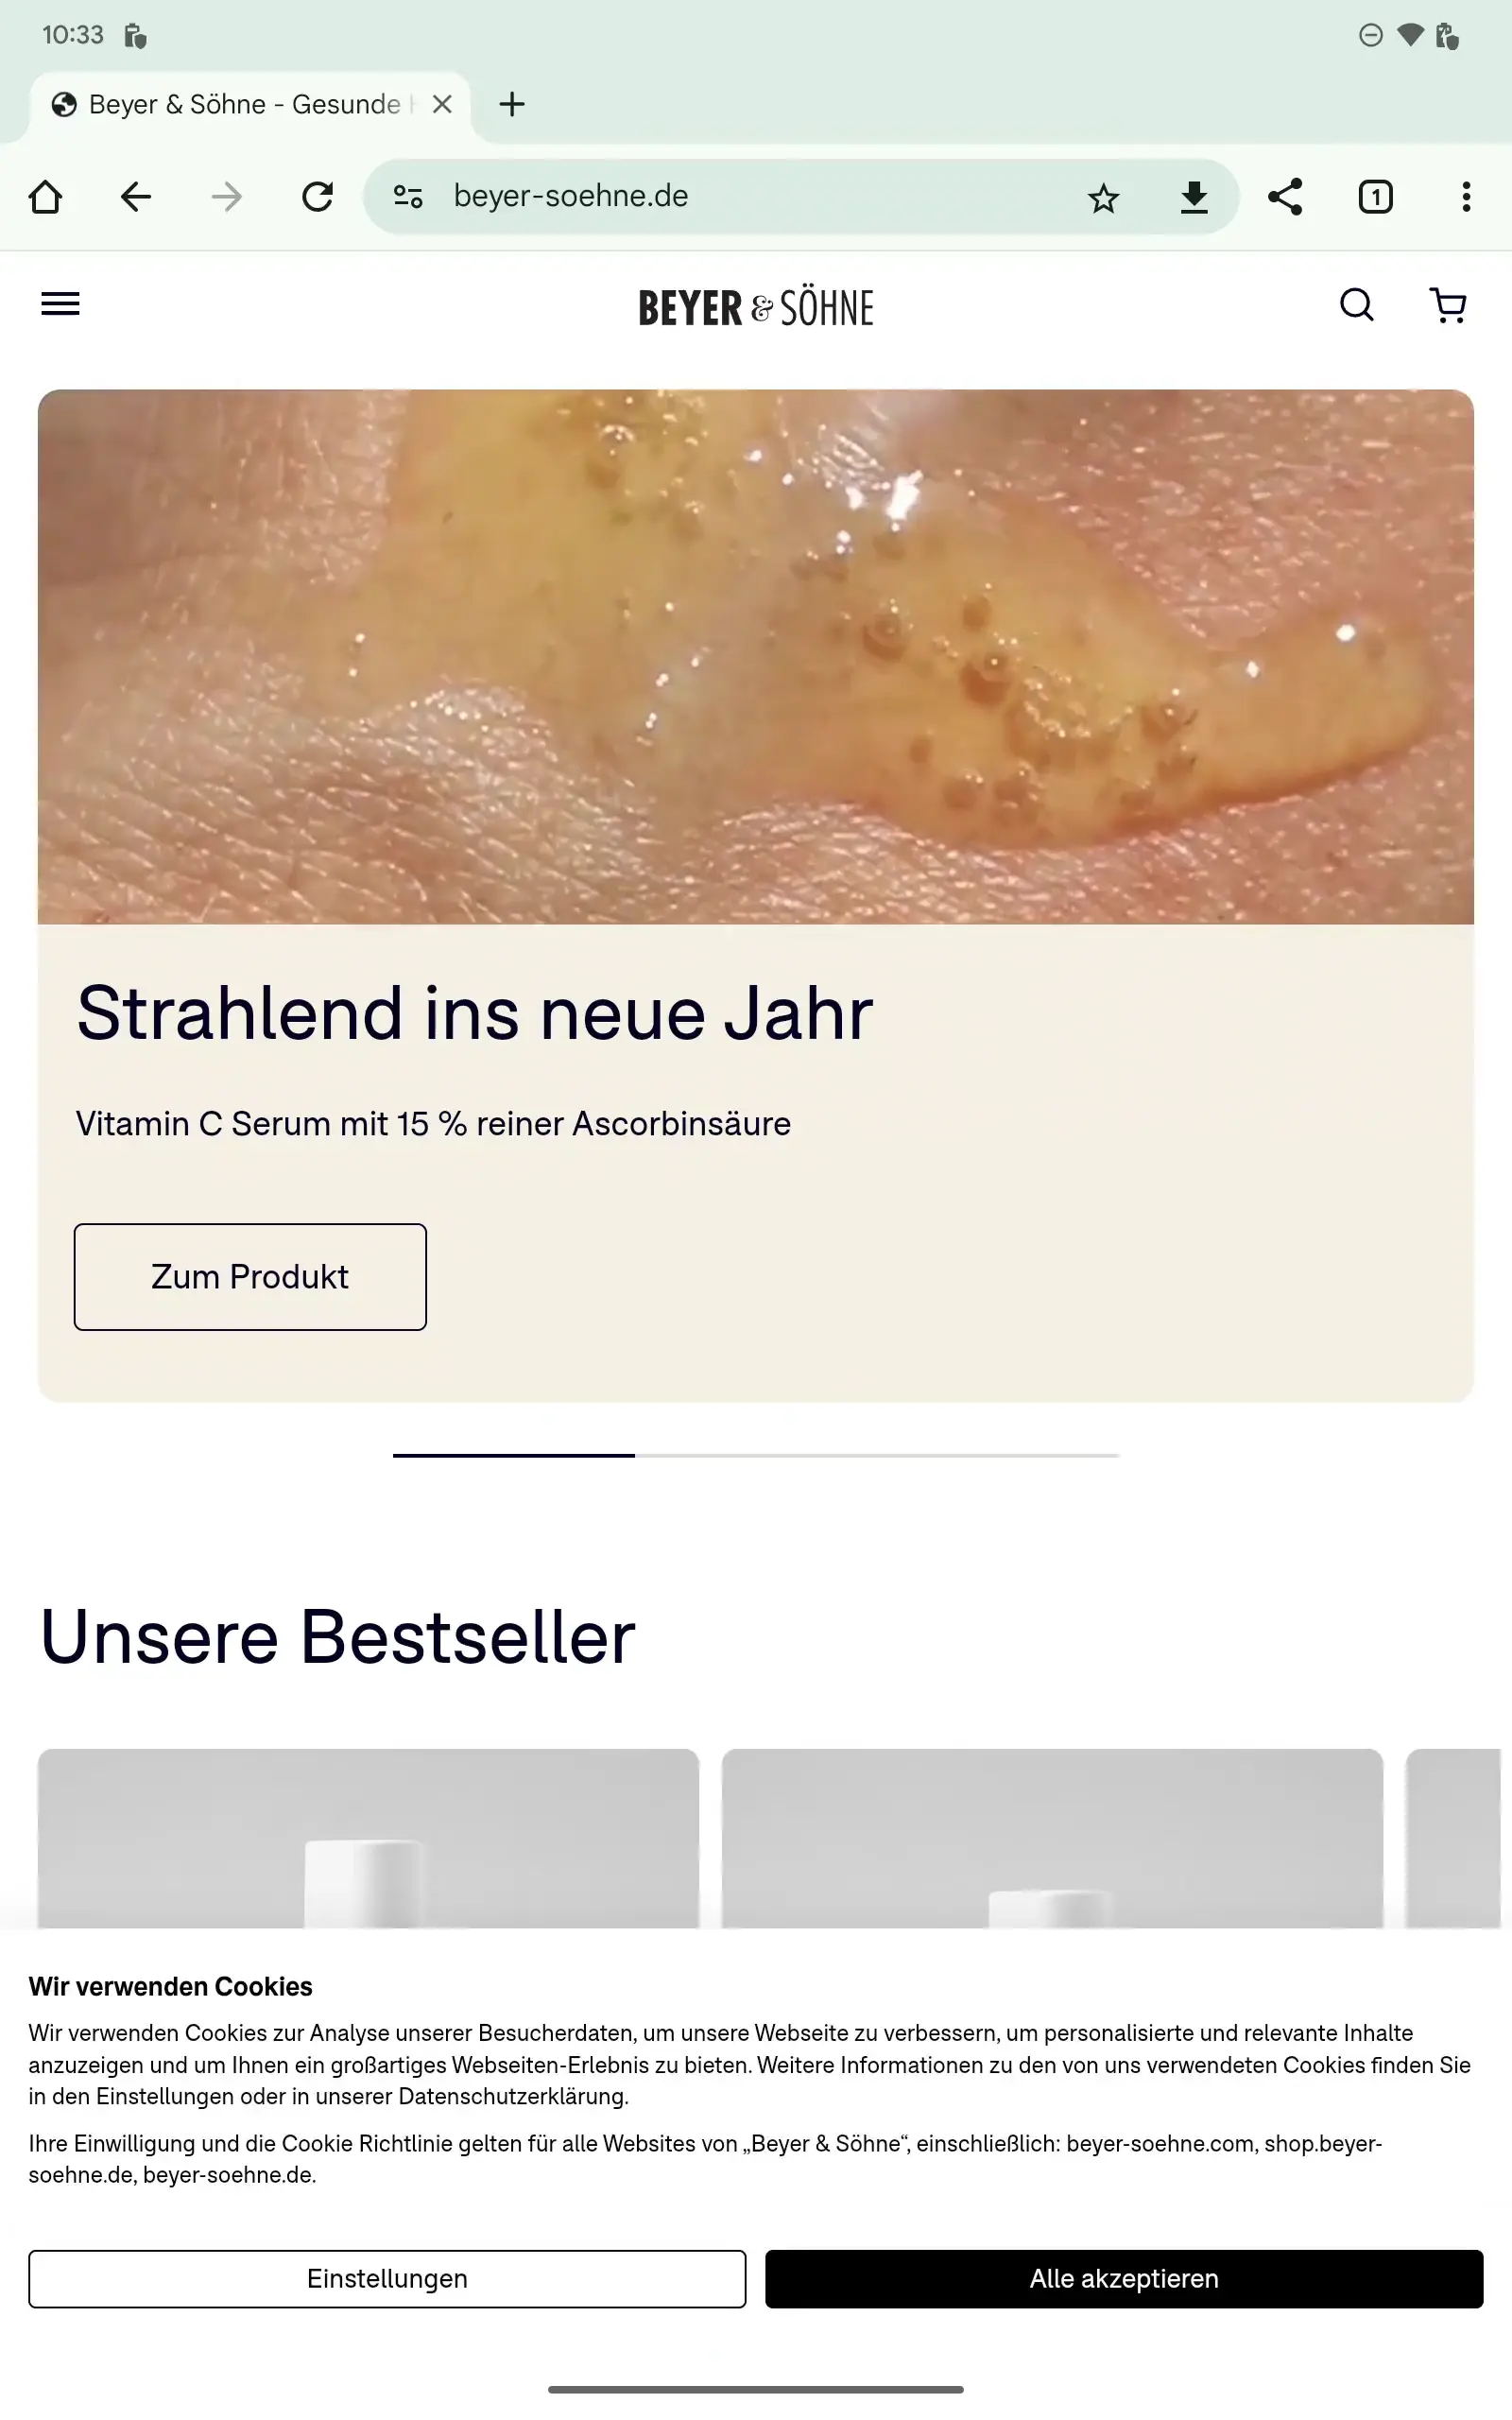 10:33
Beyer & Söhne - Gesunde
beyer-soehne.de
1
BEYER & SÖHNE
Strahlend ins neue Jahr
Vitamin C Serum mit 15 % reiner Ascorbinsäure
Zum Produkt
Unsere Bestseller
Wir verwenden Cookies
Wir verwenden Cookies zur Analyse unserer Besucherdaten, um unsere Webseite zu verbessern, um personalisierte und relevante Inhalte
anzuzeigen und um Ihnen ein großartiges Webseiten-Erlebnis zu bieten. Weitere Informationen zu den von uns verwendeten Cookies finden Sie
in den Einstellungen oder in unserer Datenschutzerklärung.
Ihre Einwilligung und die Cookie Richtlinie gelten für alle Websites von „Beyer & Söhne“, einschließlich: beyer-soehne.com, shop.beyer-
soehne.de, beyer-soehne.de.
Einstellungen
Alle akzeptieren